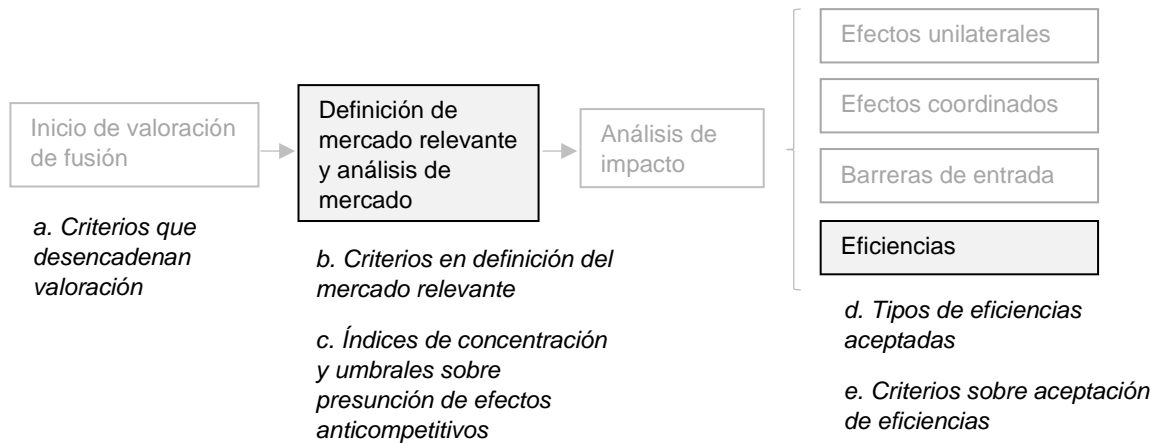 Inicio de valoración
de fusión
a. Criterios que
desencadenan
valoración
Definición de
mercado relevante
y análisis de
mercado
b. Criterios en definición del
mercado relevante
c. Índices de concentración
y umbrales sobre
presunción de efectos
anticompetitivos
Análisis de
impacto
Efectos unilaterales
Efectos coordinados
Barreras de entrada
Eficiencias
d. Tipos de eficiencias
aceptadas
e. Criterios sobre aceptación
de eficiencias